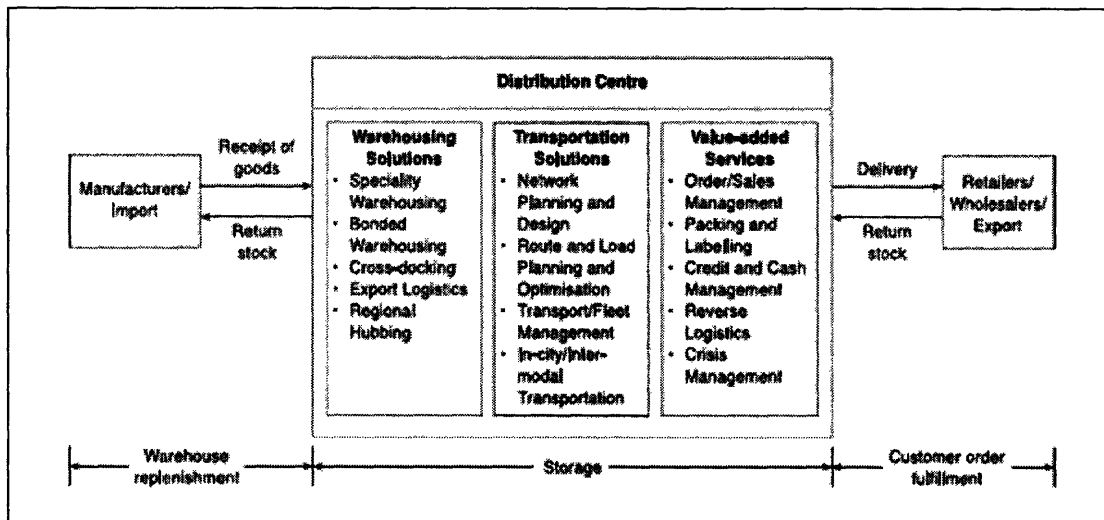 Distribution Centre
Manufacturers/
Import
Receipt of
goods
Return
stock
Warehousing
Solutions
• Speciality
Warehousing
• Bonded
Warehousing
• Cross-docking
• Export Logistics
• Regional
Hubbing
Transportation
Solutions
• Network
Planning and
Design
• Route and Load
Planning and
Optimisation
• Transport/Fleet
Management
• In-city/Inter-
modal
Transportation
Value-added
Services
• Order/Sales
Management
• Packing and
Labelling
• Credit and Cash
Management
• Reverse
Logistics
• Crisis
Management
Delivery
Return
stock
Retailers/
Wholesalers/
Export
Warehouse
replenishment
Storage
Customer order
fulfillment